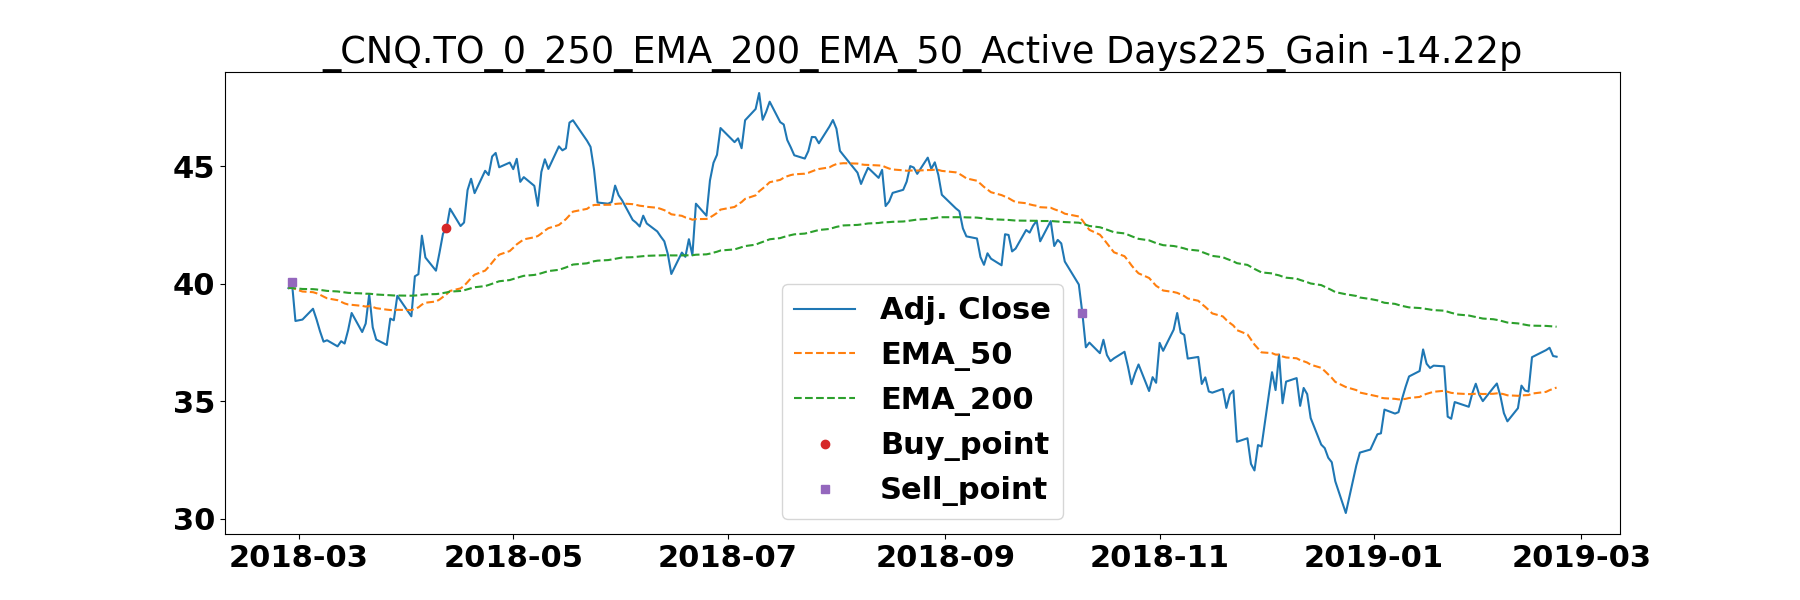 _CNQ.TO_0_250_EMA_200_EMA_50_Active Days225_Gain -14.22p
45
40
35
30
Adj. Close
EMA_50
EMA_200
Buy_point
Sell_point
2018-03 2018-05 2018-07 2018-09 2018-11 2019-01 2019-03